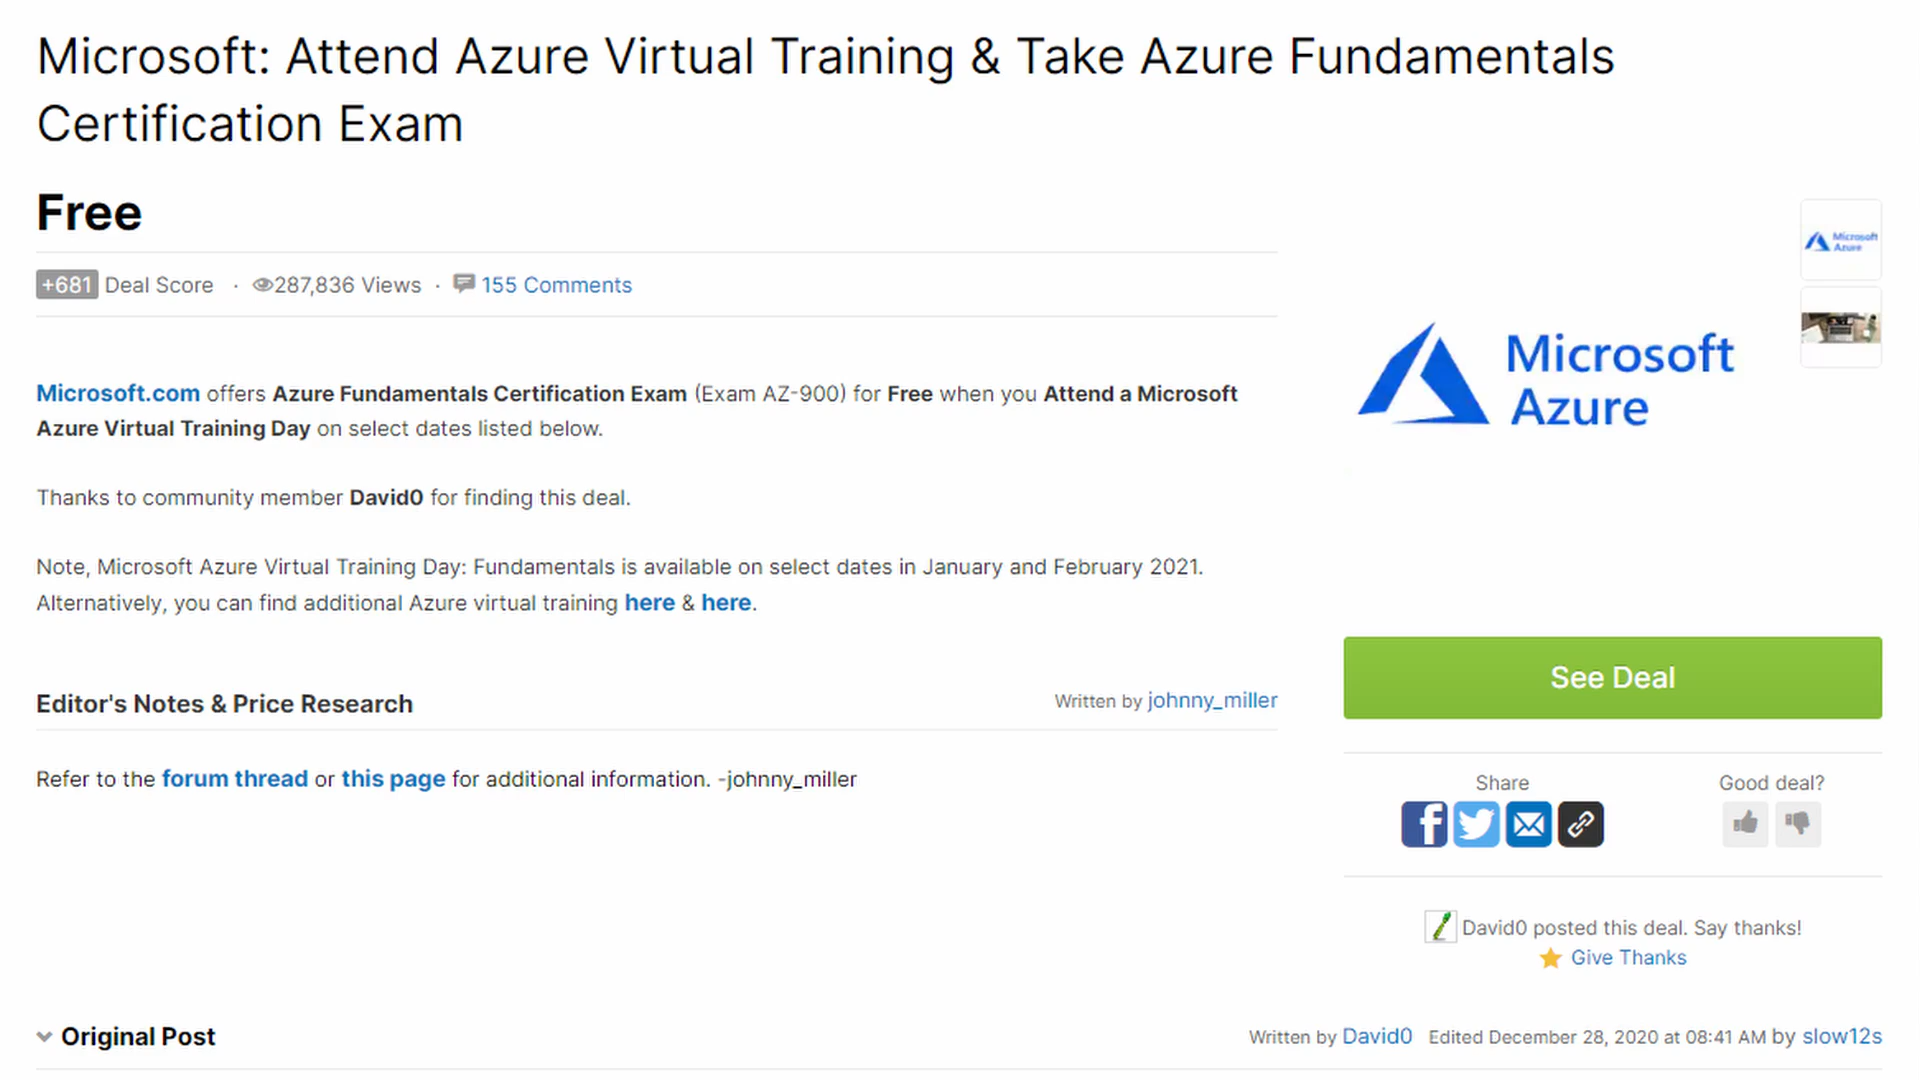 Microsoft: Attend Azure Virtual Training & Take Azure Fundamentals
Certification Exam
Free
+681 Deal Score · 287,836 Views · 155 Comments
Microsoft.com offers Azure Fundamentals Certification Exam (Exam AZ-900) for Free when you Attend a Microsoft
Azure Virtual Training Day on select dates listed below.
Thanks to community member David0 for finding this deal.
Note, Microsoft Azure Virtual Training Day: Fundamentals is available on select dates in January and February 2021.
Alternatively, you can find additional Azure virtual training here & here.
Editor's Notes & Price Research
Written by johnny_miller
Refer to the forum thread or this page for additional information. -johnny_miller
Microsoft
Azure
Microsoft
Azure
See Deal
Share
Good deal?
David0 posted this deal. Say thanks!
Give Thanks
Original Post
Written by David0 Edited December 28, 2020 at 08:41 AM by slow12s